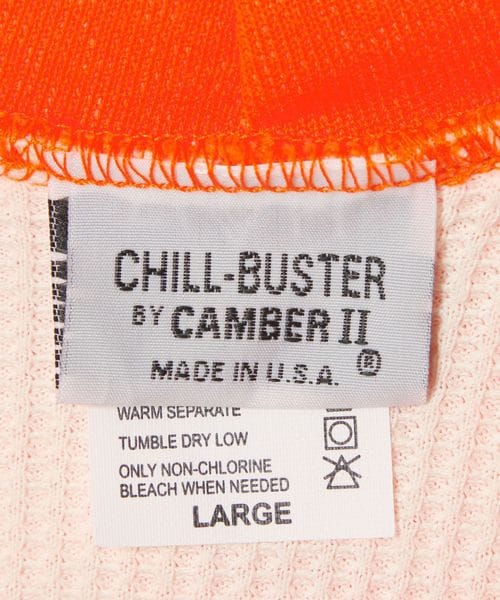 CHILL-BUSTER
BY CAMBER II
MADE IN U.S.A. ®
WARM SEPARATE
TUMBLE DRY LOW
ONLY NON-CHLORINE
BLEACH WHEN NEEDED
LARGE